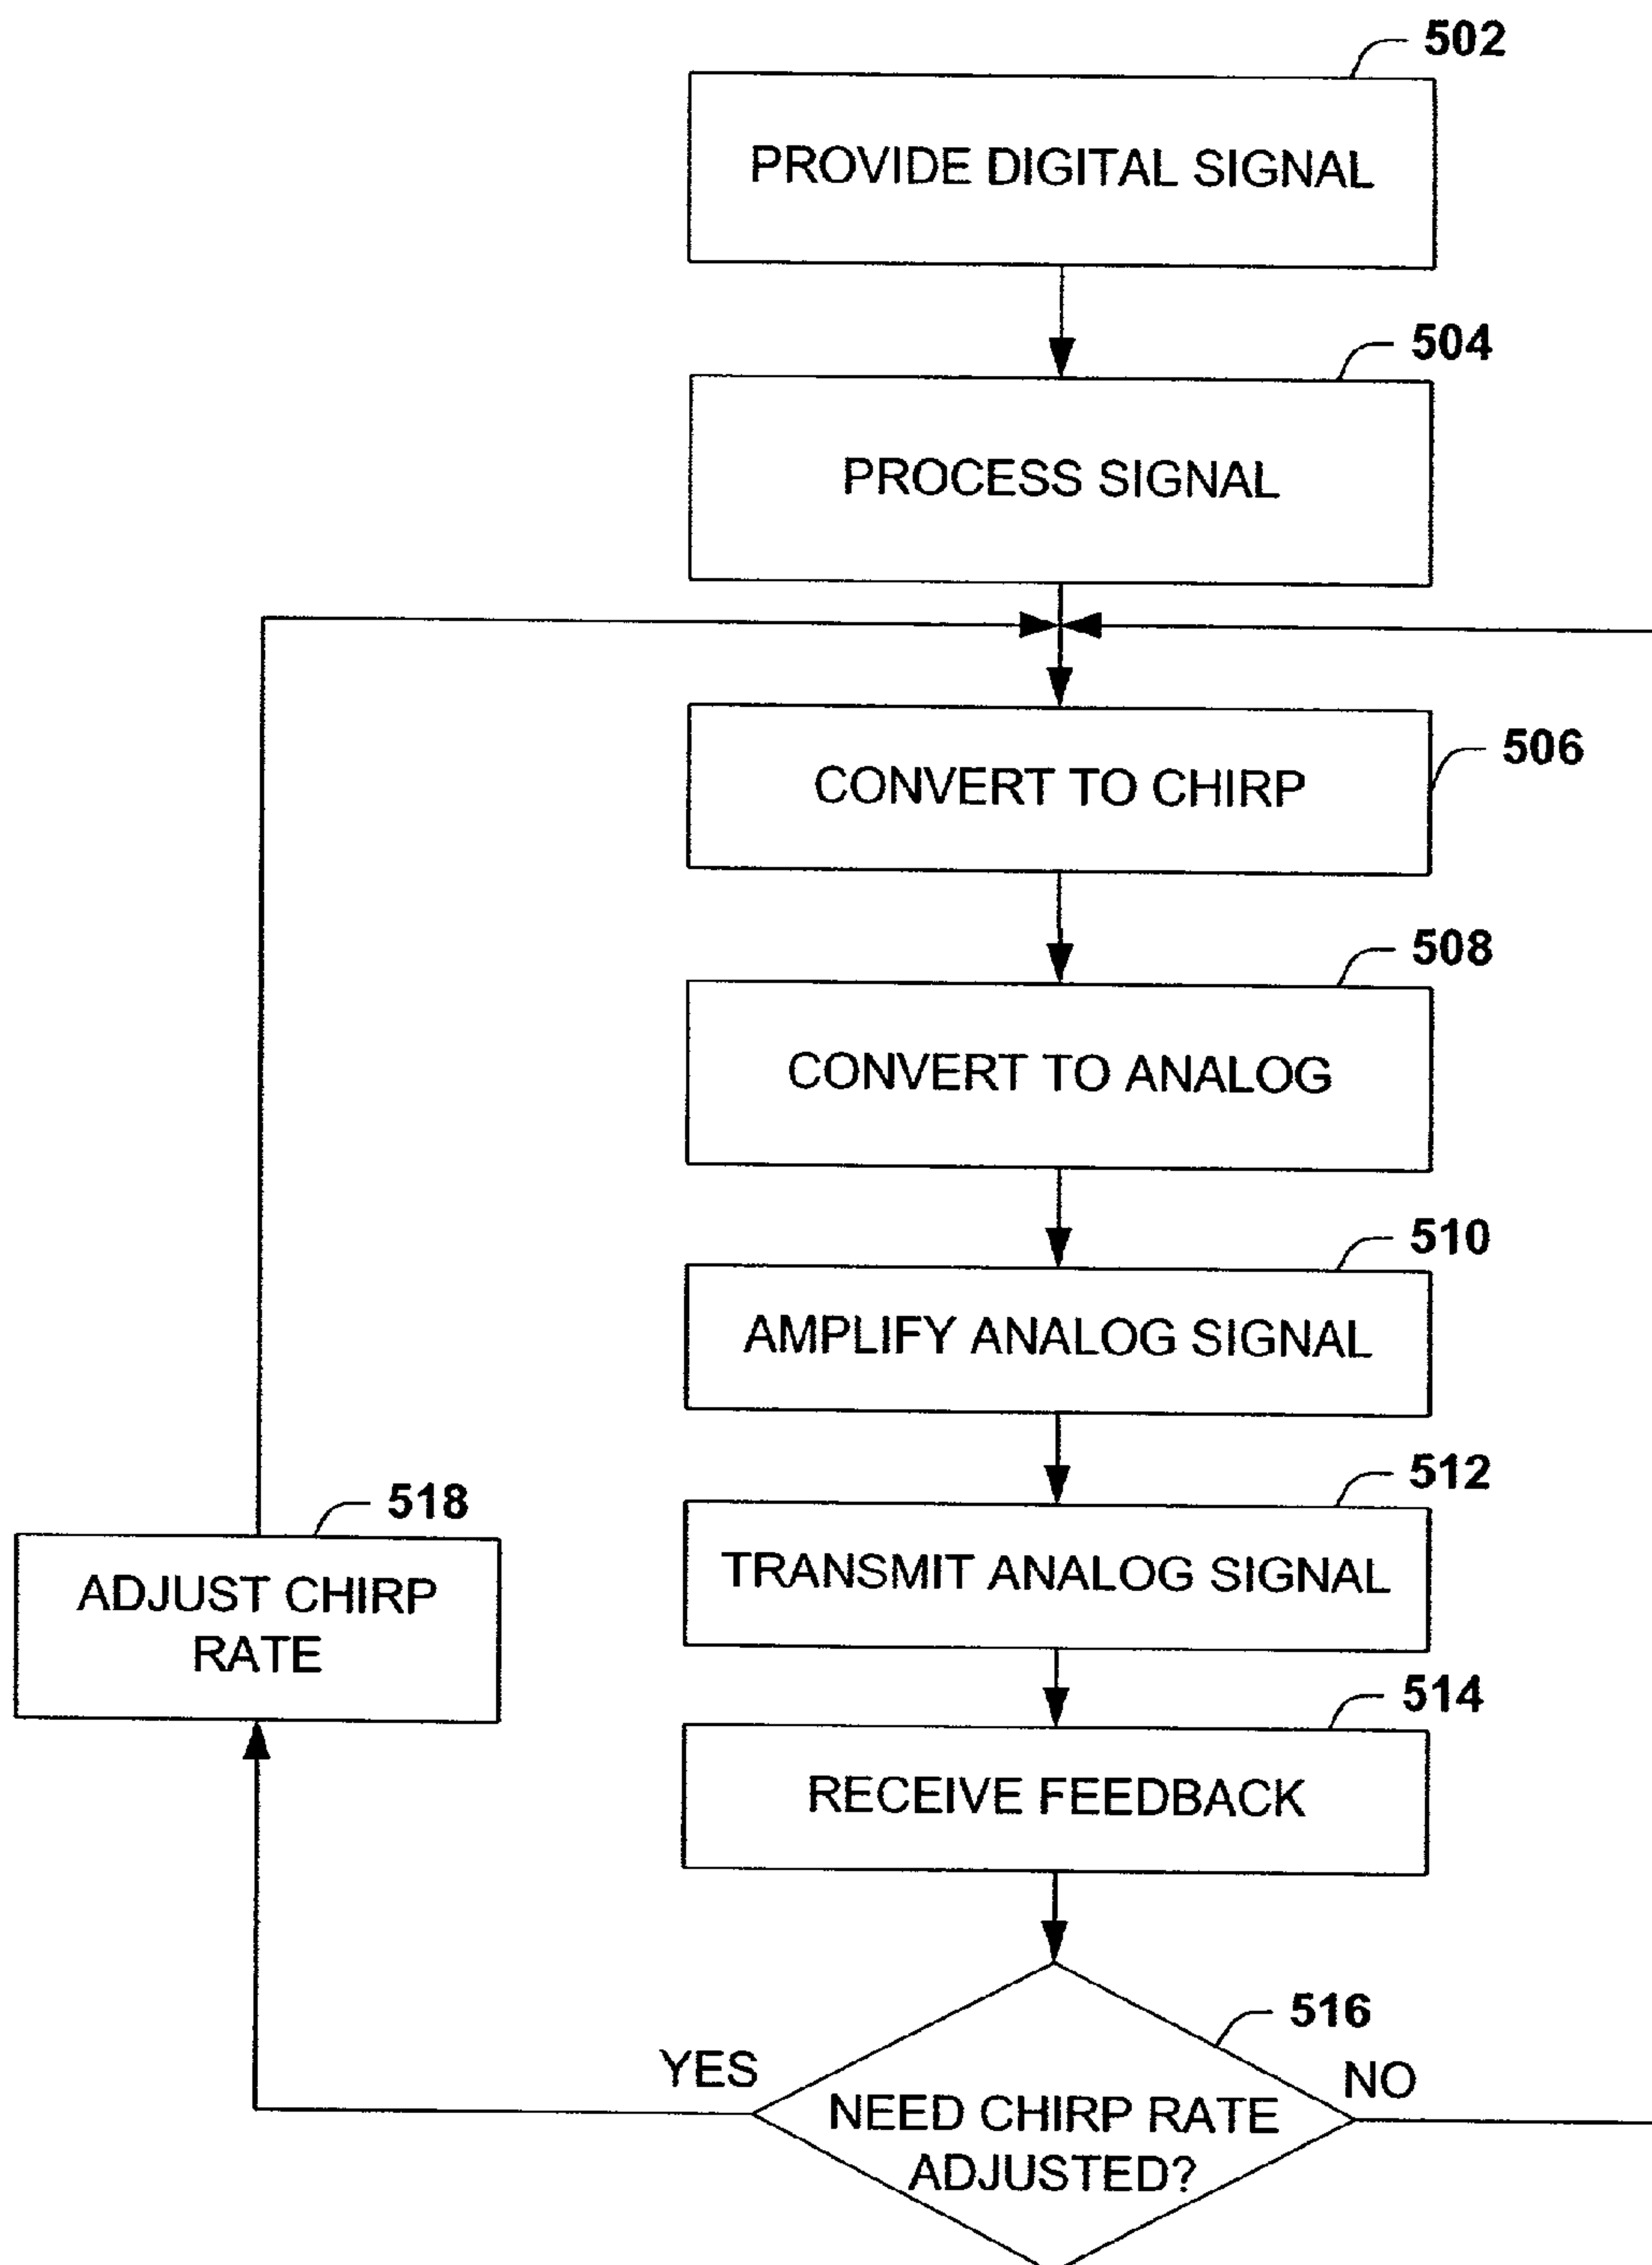 502
PROVIDE DIGITAL SIGNAL
504
PROCESS SIGNAL
506
CONVERT TO CHIRP
508
CONVERT TO ANALOG
510
AMPLIFY ANALOG SIGNAL
512
TRANSMIT ANALOG SIGNAL
518
ADJUST CHIRP
RATE
514
RECEIVE FEEDBACK
516
YES
NO
NEED CHIRP RATE
ADJUSTED?